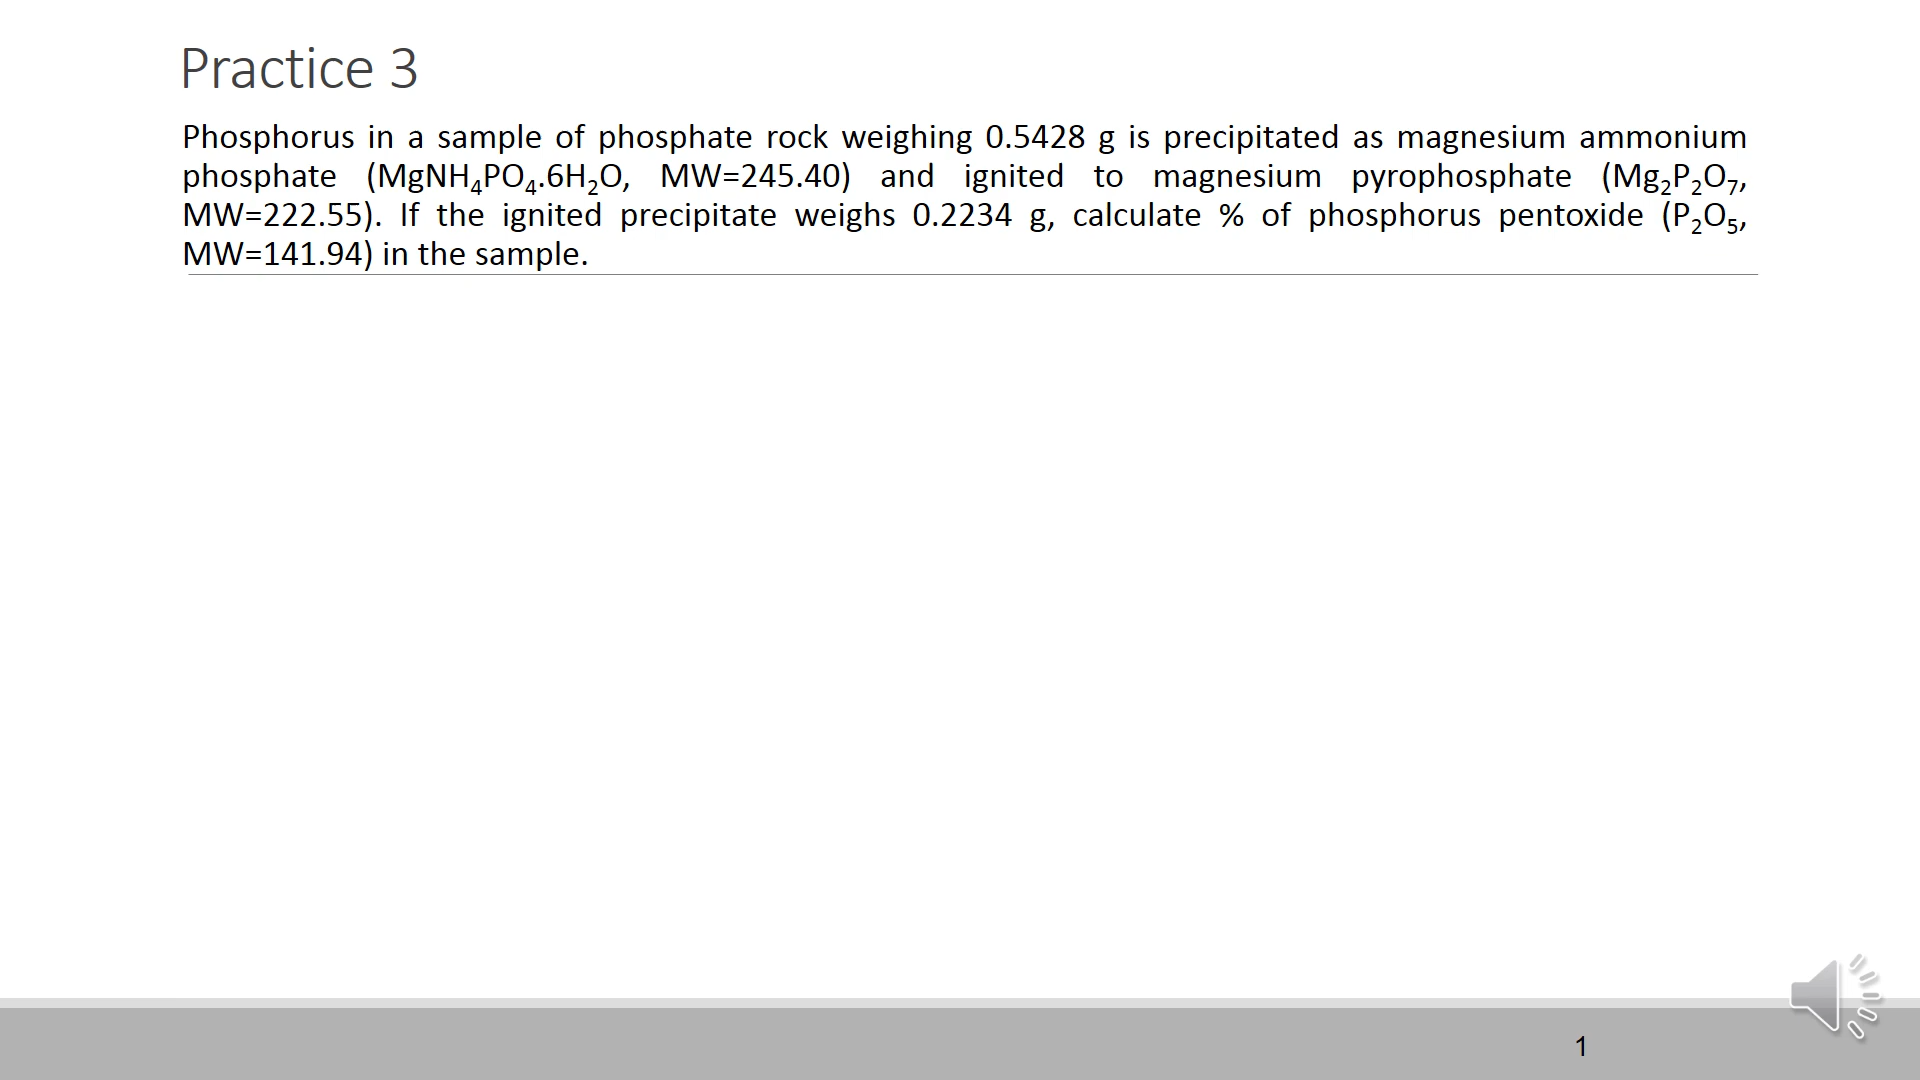 Practice 3
Phosphorus in a sample of phosphate rock weighing 0.5428 g is precipitated as magnesium ammonium
phosphate (MgNH₄PO₄.6H₂O, MW=245.40) and ignited to magnesium pyrophosphate (Mg₂P₂O₇,
MW=222.55). If the ignited precipitate weighs 0.2234 g, calculate % of phosphorus pentoxide (P₂O₅,
MW=141.94) in the sample.
1